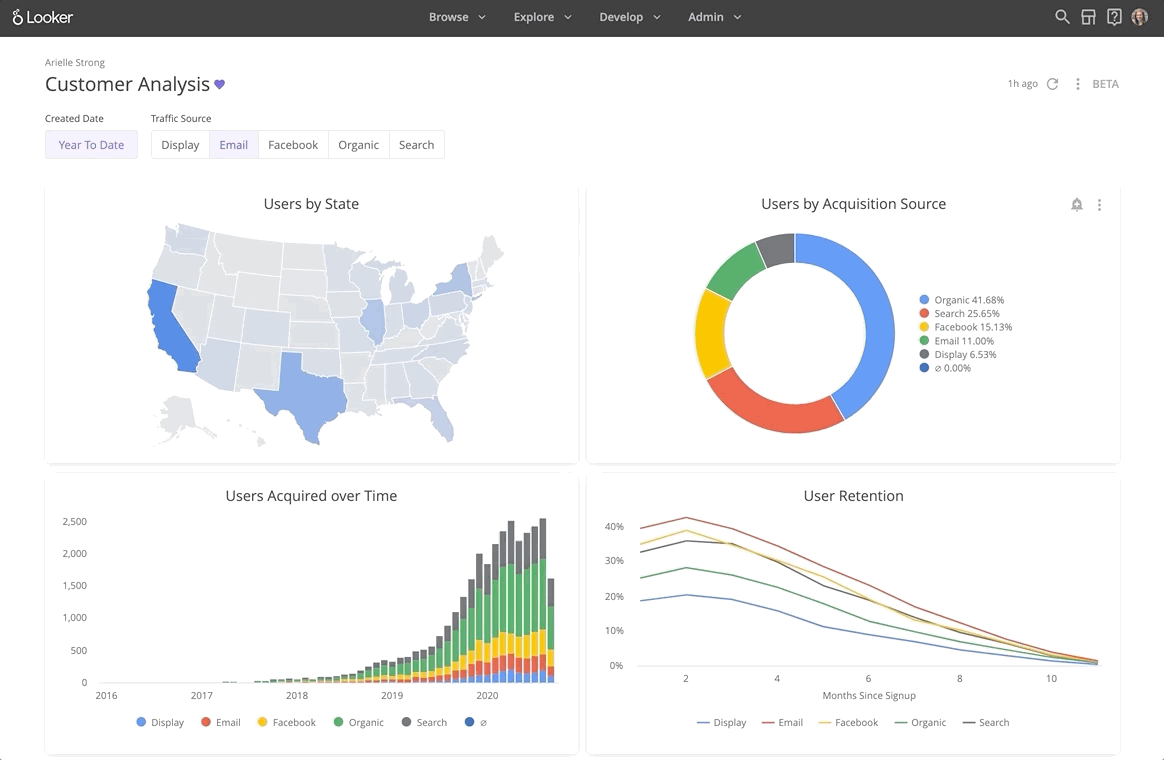 Looker
Browse
Explore
Develop
Admin
Arielle Strong
Customer Analysis
1h ago
BETA
Created Date
Traffic Source
Year To Date
Display
Email
Facebook
Organic
Search
Users by State
Users by Acquisition Source
Organic 41.68%
Search 25.65%
Facebook 15.13%
Email 11.00%
Display 6.53%
∅ 0.00%
Users Acquired over Time
2,500
2,000
1,500
1,000
500
0
2016 2017 2018 2019 2020
Display Email Facebook Organic Search ∅
User Retention
40%
30%
20%
10%
0%
2 4 6 8 10
Months Since Signup
Display Email Facebook Organic Search